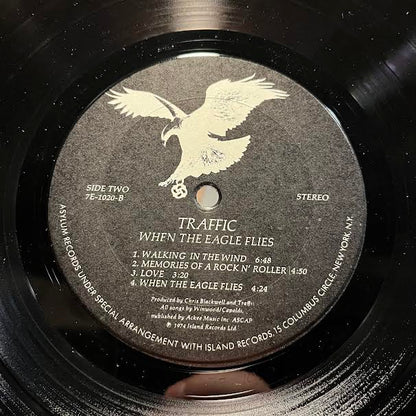 SIDE TWO
7E-1020-B
STEREO
TRAFFIC
WHEN THE EAGLE FLIES
1. WALKING IN THE WIND 6:48
2. MEMORIES OF A ROCK N' ROLLER 4:50
3. LOVE 3:20
4. WHEN THE EAGLE FLIES 4:24
Produced by Chris Blackwell and Traffic
All songs by Winwood/Capaldi,
published by Ackee Music Inc ASCAP
℗ 1974 Island Records Ltd.
ASYLUM RECORDS UNDER SPECIAL ARRANGEMENT WITH ISLAND RECORDS, 15 COLUMBUS CIRCLE, NEW YORK, N.Y.